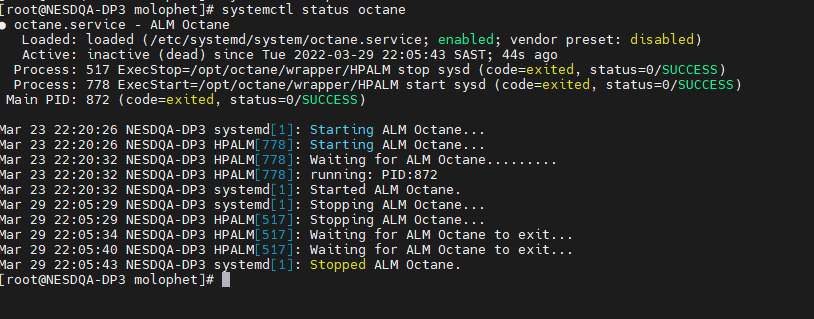 [root@NESDQA-DP3 molophet]# systemctl status octane
● octane.service - ALM Octane
   Loaded: loaded (/etc/systemd/system/octane.service; enabled; vendor preset: disabled)
   Active: inactive (dead) since Tue 2022-03-29 22:05:43 SAST; 44s ago
  Process: 517 ExecStop=/opt/octane/wrapper/HPALM stop sysd (code=exited, status=0/SUCCESS)
  Process: 778 ExecStart=/opt/octane/wrapper/HPALM start sysd (code=exited, status=0/SUCCESS)
 Main PID: 872 (code=exited, status=0/SUCCESS)

Mar 23 22:20:26 NESDQA-DP3 systemd[1]: Starting ALM Octane...
Mar 23 22:20:26 NESDQA-DP3 HPALM[778]: Starting ALM Octane...
Mar 23 22:20:32 NESDQA-DP3 HPALM[778]: Waiting for ALM Octane.........
Mar 23 22:20:32 NESDQA-DP3 HPALM[778]: running: PID:872
Mar 23 22:20:32 NESDQA-DP3 systemd[1]: Started ALM Octane.
Mar 29 22:05:29 NESDQA-DP3 systemd[1]: Stopping ALM Octane...
Mar 29 22:05:29 NESDQA-DP3 HPALM[517]: Stopping ALM Octane...
Mar 29 22:05:34 NESDQA-DP3 HPALM[517]: Waiting for ALM Octane to exit...
Mar 29 22:05:40 NESDQA-DP3 HPALM[517]: Waiting for ALM Octane to exit...
Mar 29 22:05:43 NESDQA-DP3 systemd[1]: Stopped ALM Octane.
[root@NESDQA-DP3 molophet]#